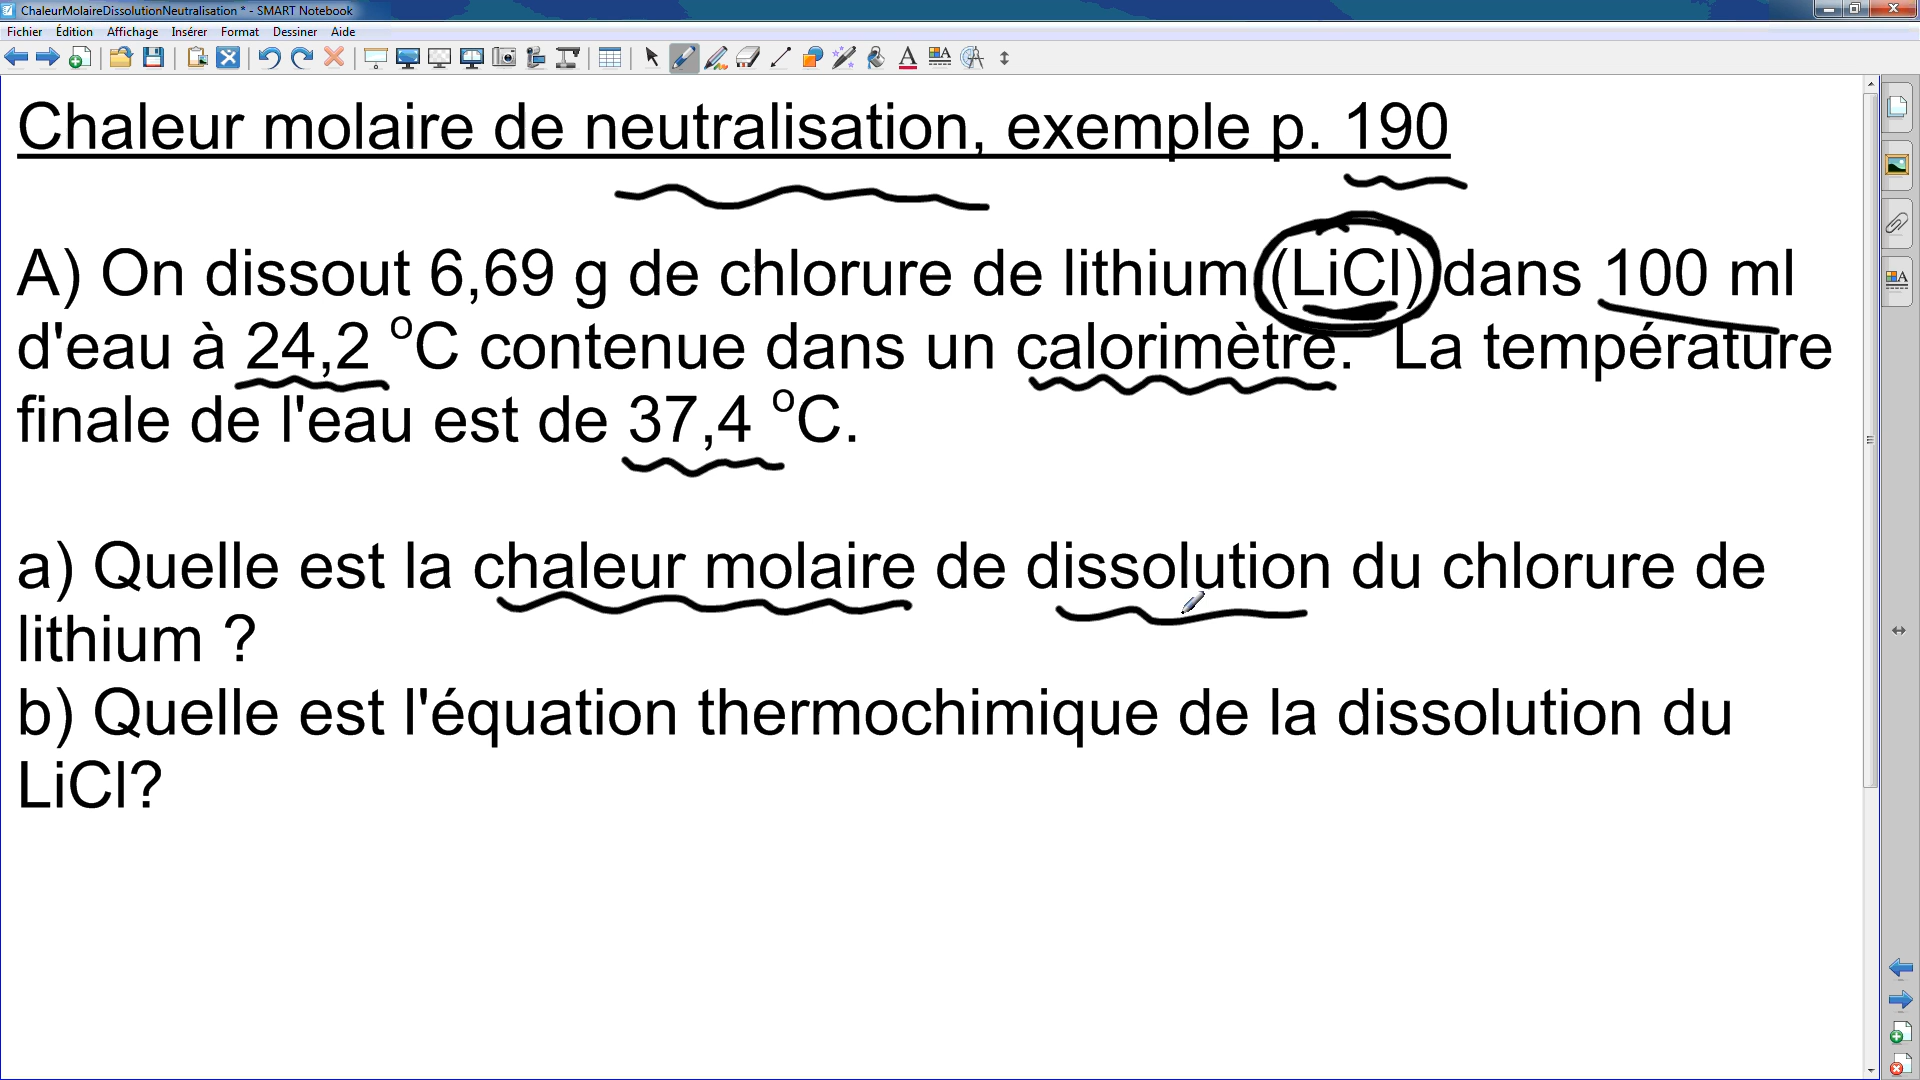 ChaleurMolaireDissolutionNeutralisation * - SMART Notebook
Fichier Édition Affichage Insérer Format Dessiner Aide
Chaleur molaire de neutralisation, exemple p. 190
A) On dissout 6,69 g de chlorure de lithium (LiCl) dans 100 ml
d'eau à 24,2 ºC contenue dans un calorimètre. La température
finale de l'eau est de 37,4 ºC.
a) Quelle est la chaleur molaire de dissolution du chlorure de
lithium ?
b) Quelle est l'équation thermochimique de la dissolution du
LiCl?